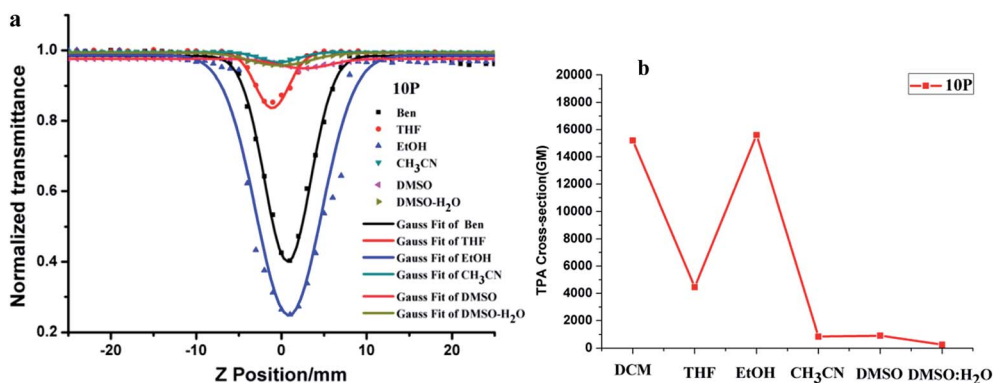 a
Normalized transmittance
1.0
0.8
0.6
0.4
0.2
10P
Ben
THF
EtOH
CH3CN
DMSO
DMSO-H2O
Gauss Fit of Ben
Gauss Fit of THF
Gauss Fit of EtOH
Gauss Fit of CH3CN
Gauss Fit of DMSO
Gauss Fit of DMSO-H2O
-20
-10
0
10
20
Z Position/mm
b
TPA Cross-section(GM)
20000
18000
16000
14000
12000
10000
8000
6000
4000
2000
0
10P
DCM
THF
EtOH
CH3CN
DMSO
DMSO:H2O